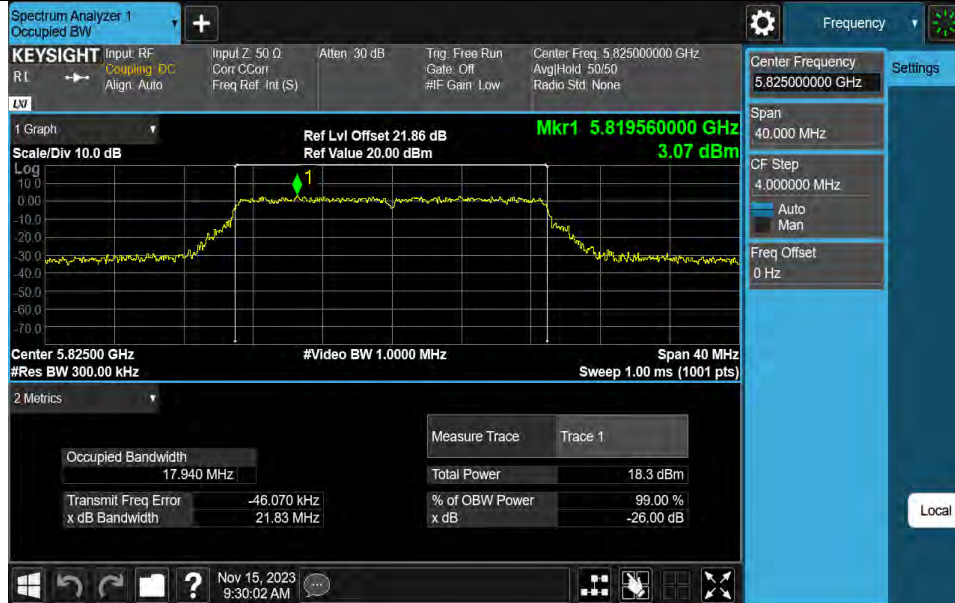 Spectrum Analyzer 1
Occupied BW
+
Frequency
KEYSIGHT
RL
LXI
Input: RF
Coupling: DC
Align: Auto
Input Z: 50 Ω
Corr CCorr
Freq Ref: Int (S)
Atten: 30 dB
Trig: Free Run
Gate: Off
#IF Gain: Low
Center Freq: 5.825000000 GHz
Avg|Hold: 50/50
Radio Std: None
Center Frequency
5.825000000 GHz
Settings
Span
40.000 MHz
CF Step
4.000000 MHz
Auto
Man
Freq Offset
0 Hz
Local
1 Graph
Scale/Div 10.0 dB
Ref Lvl Offset 21.86 dB
Ref Value 20.00 dBm
Mkr1 5.819560000 GHz
3.07 dBm
Log
10.0
0.00
-10.0
-20.0
-30.0
-40.0
-50.0
-60.0
-70.0
1
Center 5.82500 GHz
#Video BW 1.0000 MHz
Span 40 MHz
#Res BW 300.00 kHz
Sweep 1.00 ms (1001 pts)
2 Metrics
Occupied Bandwidth
17.940 MHz
Transmit Freq Error -46.070 kHz
x dB Bandwidth 21.83 MHz
Measure Trace Trace 1
Total Power 18.3 dBm
% of OBW Power 99.00 %
x dB -26.00 dB
?
Nov 15, 2023
9:30:02 AM